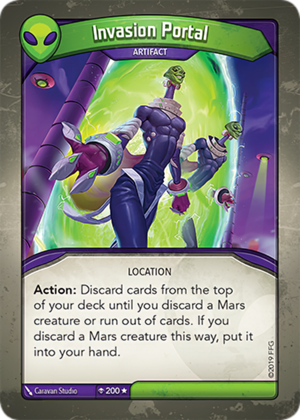 Invasion Portal
ARTIFACT
LOCATION
Action: Discard cards from the top
of your deck until you discard a Mars
creature or run out of cards. If you
discard a Mars creature this way, put it
into your hand.
©2019 FFG
Caravan Studio
200★